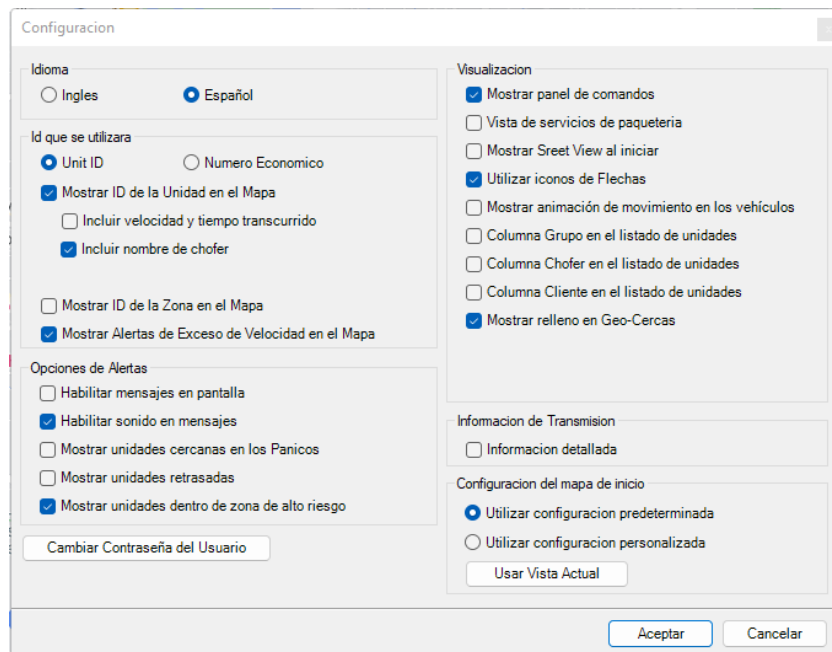 Configuracion
Idioma
Ingles
Español
Id que se utilizara
Unit ID
Numero Economico
Mostrar ID de la Unidad en el Mapa
Incluir velocidad y tiempo transcurrido
Incluir nombre de chofer
Mostrar ID de la Zona en el Mapa
Mostrar Alertas de Exceso de Velocidad en el Mapa
Opciones de Alertas
Habilitar mensajes en pantalla
Habilitar sonido en mensajes
Mostrar unidades cercanas en los Panicos
Mostrar unidades retrasadas
Mostrar unidades dentro de zona de alto riesgo
Cambiar Contraseña del Usuario
Visualizacion
Mostrar panel de comandos
Vista de servicios de paqueteria
Mostrar Sreet View al iniciar
Utilizar iconos de Flechas
Mostrar animación de movimiento en los vehículos
Columna Grupo en el listado de unidades
Columna Chofer en el listado de unidades
Columna Cliente en el listado de unidades
Mostrar relleno en Geo-Cercas
Informacion de Transmision
Informacion detallada
Configuracion del mapa de inicio
Utilizar configuracion predeterminada
Utilizar configuracion personalizada
Usar Vista Actual
Aceptar
Cancelar